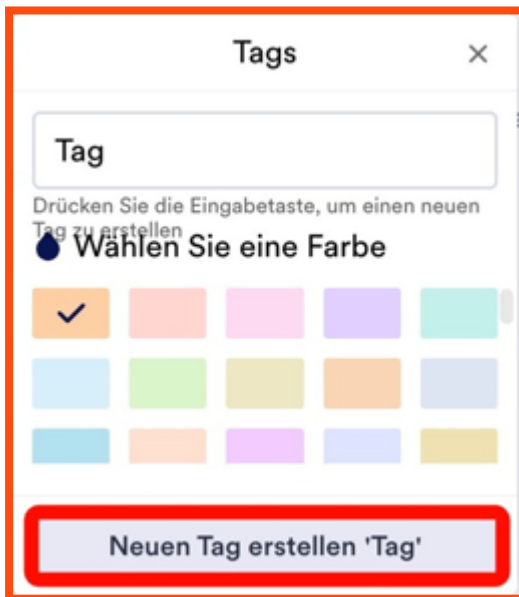 Tags
Tag
Drücken Sie die Eingabetaste, um einen neuen
Tag zu erstellen
Wählen Sie eine Farbe
Neuen Tag erstellen 'Tag'